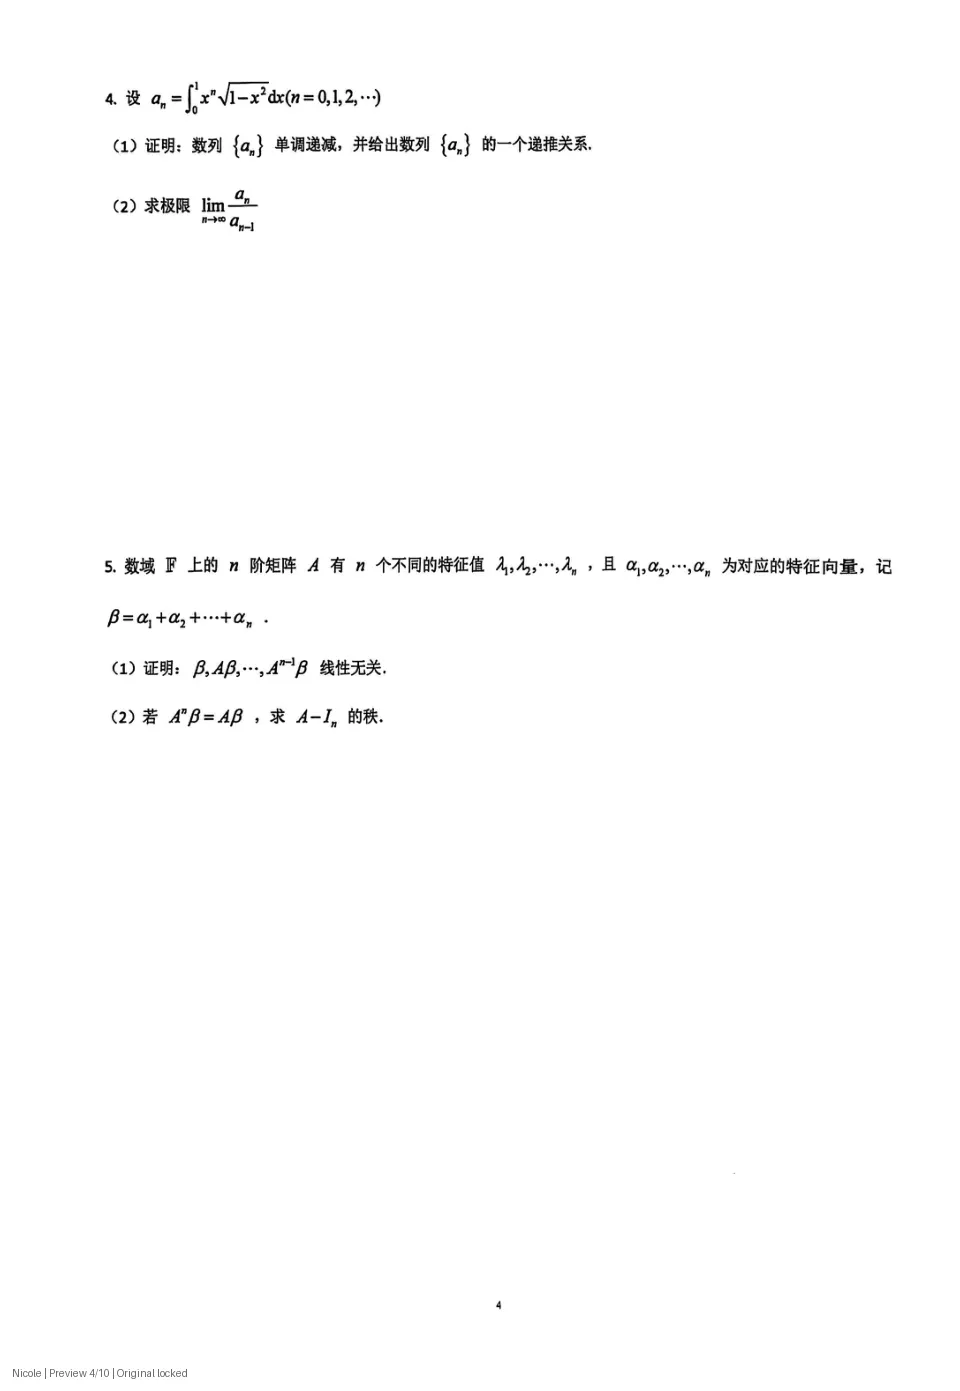 4. 设 $a_n=\int_0^1 x^n\sqrt{1-x^2}\mathrm{d}x(n=0,1,2,\cdots)$
（1）证明：数列 $\{a_n\}$ 单调递减，并给出数列 $\{a_n\}$ 的一个递推关系.
（2）求极限 $\lim_{n\to\infty}\frac{a_n}{a_{n-1}}$
5. 数域 $\mathbb{F}$ 上的 $n$ 阶矩阵 $A$ 有 $n$ 个不同的特征值 $\lambda_1,\lambda_2,\cdots,\lambda_n$ ，且 $\alpha_1,\alpha_2,\cdots,\alpha_n$ 为对应的特征向量，记
$\beta=\alpha_1+\alpha_2+\cdots+\alpha_n$ .
（1）证明：$\beta,A\beta,\cdots,A^{n-1}\beta$ 线性无关.
（2）若 $A^n\beta=A\beta$ ，求 $A-I_n$ 的秩.
4
Nicole | Preview 4/10 | Original locked